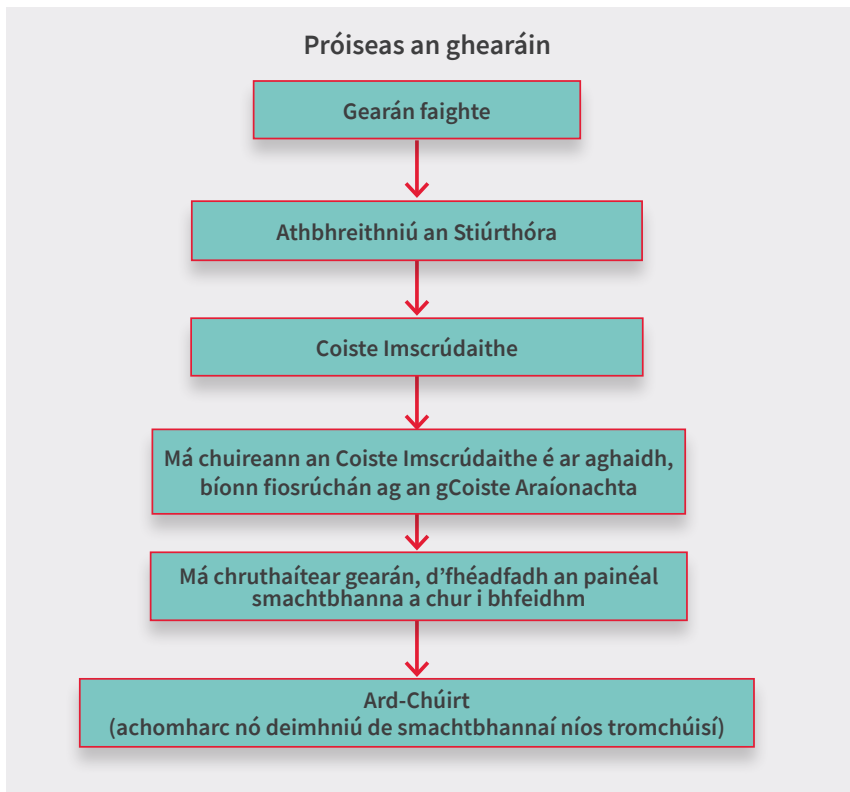 Próiseas an ghearáin
Gearán faighte
Athbhreithniú an Stiúrthóra
Coiste Imscrúdaithe
Má chuireann an Coiste Imscrúdaithe é ar aghaidh,
bíonn fiosrúchán ag an gCoiste Araíonachta
Má chruthaítear gearán, d’fhéadfadh an painéal
smachtbhanna a chur i bhfeidhm
Ard-Chúirt
(achomharc nó deimhniú de smachtbhannaí níos tromchúisí)